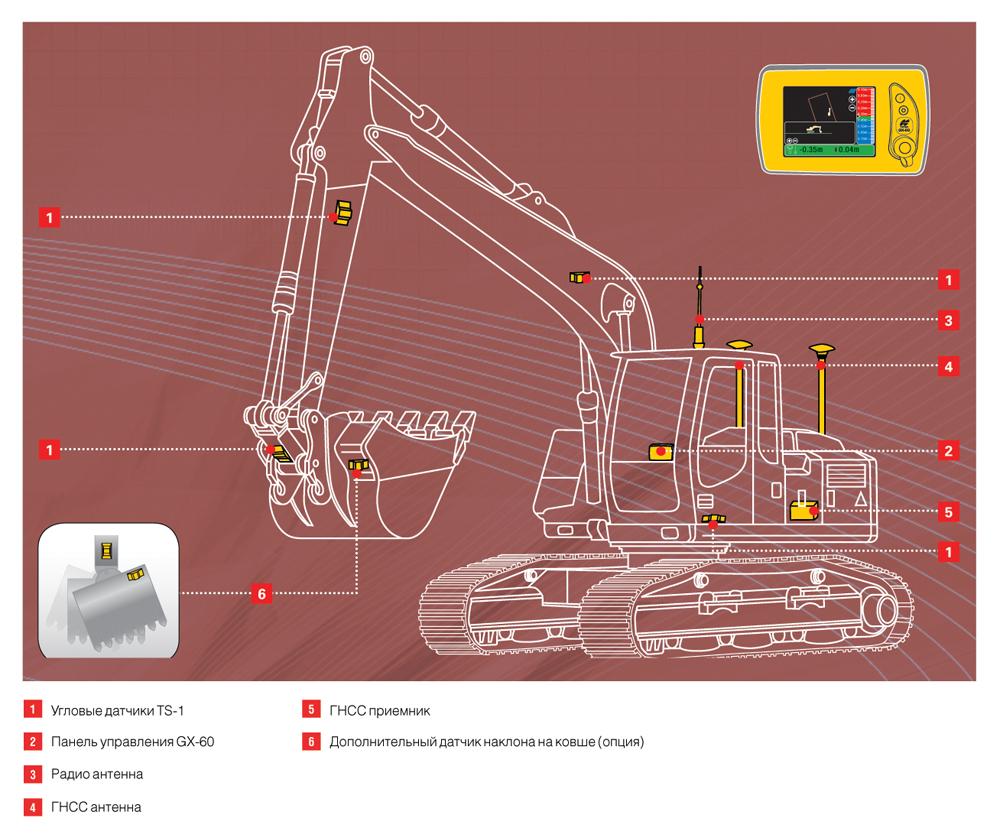 -0.35m
0.04m
1
1
3
4
1
2
5
1
6
1 Угловые датчики TS-1
2 Панель управления GX-60
3 Радио антенна
4 ГНСС антенна
5 ГНСС приемник
6 Дополнительный датчик наклона на ковше (опция)